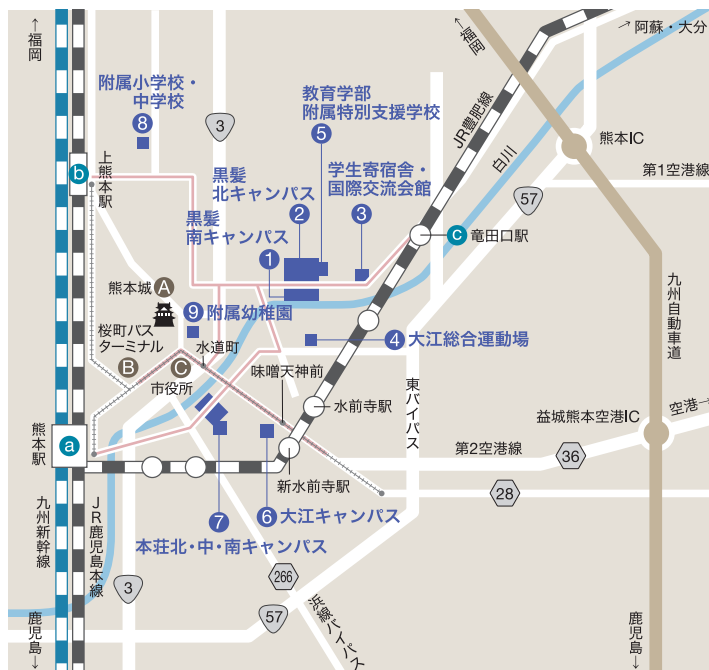 ←福岡
←福岡
→阿蘇・大分
附属小学校・
中学校
8
3
教育学部
附属特別支援学校
5
JR豊肥線
白川
熊本IC
第1空港線
57
b
上熊本駅
黒髪
北キャンパス
2
学生寄宿舎・
国際交流会館
3
黒髪
南キャンパス
1
c
竜田口駅
熊本城
A
9
附属幼稚園
4
大江総合運動場
九州自動車道
桜町バス
ターミナル
B
C
水道町
市役所
味噌天神前
水前寺駅
東バイパス
益城熊本空港IC
空港→
熊本駅
a
第2空港線
36
新水前寺駅
28
九州新幹線
JR鹿児島本線
7
本荘北・中・南キャンパス
6
大江キャンパス
3
266
57
浜線バイパス
鹿児島→
鹿児島→